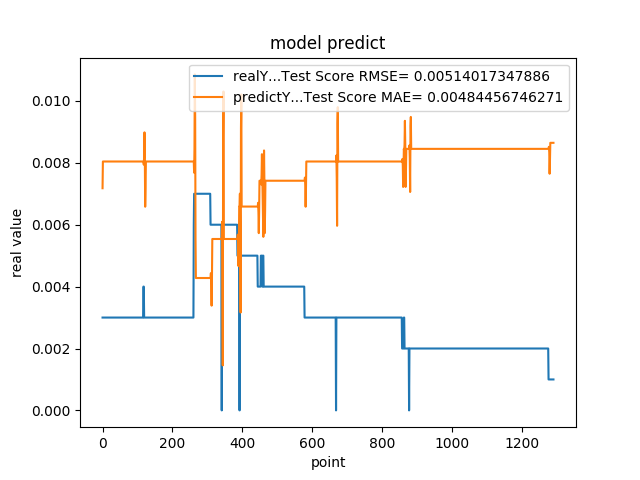 model predict
realY...Test Score RMSE= 0.00514017347886
predictY...Test Score MAE= 0.00484456746271
0.010
0.008
0.006
0.004
0.002
0.000
real value
0 200 400 600 800 1000 1200
point